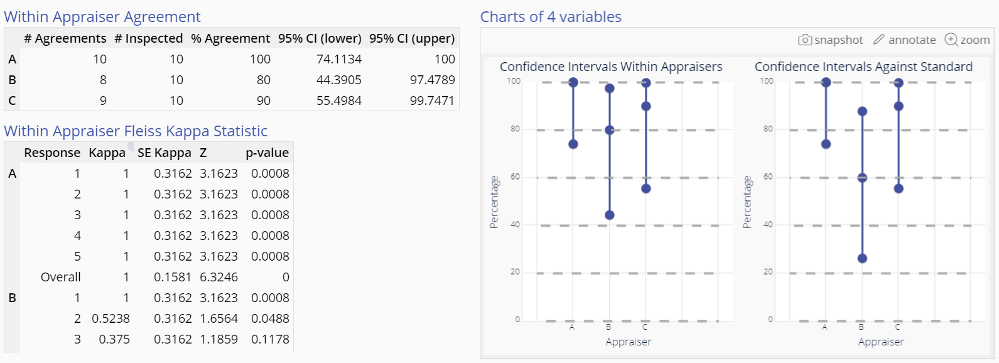 Within Appraiser Agreement
# Agreements # Inspected % Agreement 95% CI (lower) 95% CI (upper)
A 10 10 100 74.1134 100
B 8 10 80 44.3905 97.4789
C 9 10 90 55.4984 99.7471
Within Appraiser Fleiss Kappa Statistic
Response Kappa SE Kappa Z p-value
A 1 1 0.3162 3.1623 0.0008
2 1 0.3162 3.1623 0.0008
3 1 0.3162 3.1623 0.0008
4 1 0.3162 3.1623 0.0008
5 1 0.3162 3.1623 0.0008
Overall 1 0.1581 6.3246 0
B 1 1 0.3162 3.1623 0.0008
2 0.5238 0.3162 1.6564 0.0488
3 0.375 0.3162 1.1859 0.1178
Charts of 4 variables
snapshot annotate zoom
Confidence Intervals Within Appraisers
100
80
60
40
20
0
Percentage
A B C
Appraiser
Confidence Intervals Against Standard
100
80
60
40
20
0
Percentage
A B C
Appraiser